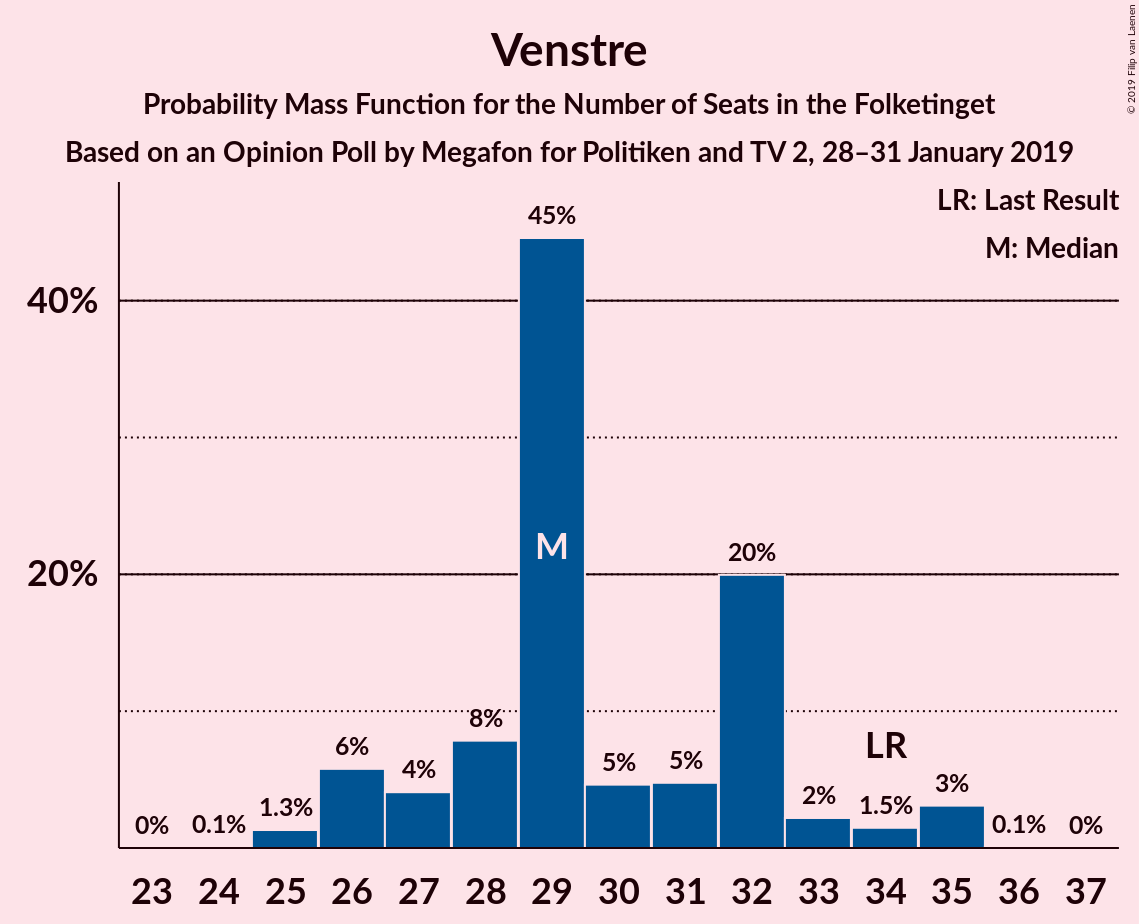 Venstre
Probability Mass Function for the Number of Seats in the Folketinget
Based on an Opinion Poll by Megafon for Politiken and TV 2, 28–31 January 2019
© 2019 Filip van Laenen
LR: Last Result
M: Median
40%
20%
0%
0.1%
1.3%
6%
4%
8%
45%
M
5%
5%
20%
2%
1.5%
LR
3%
0.1%
0%
23 24 25 26 27 28 29 30 31 32 33 34 35 36 37